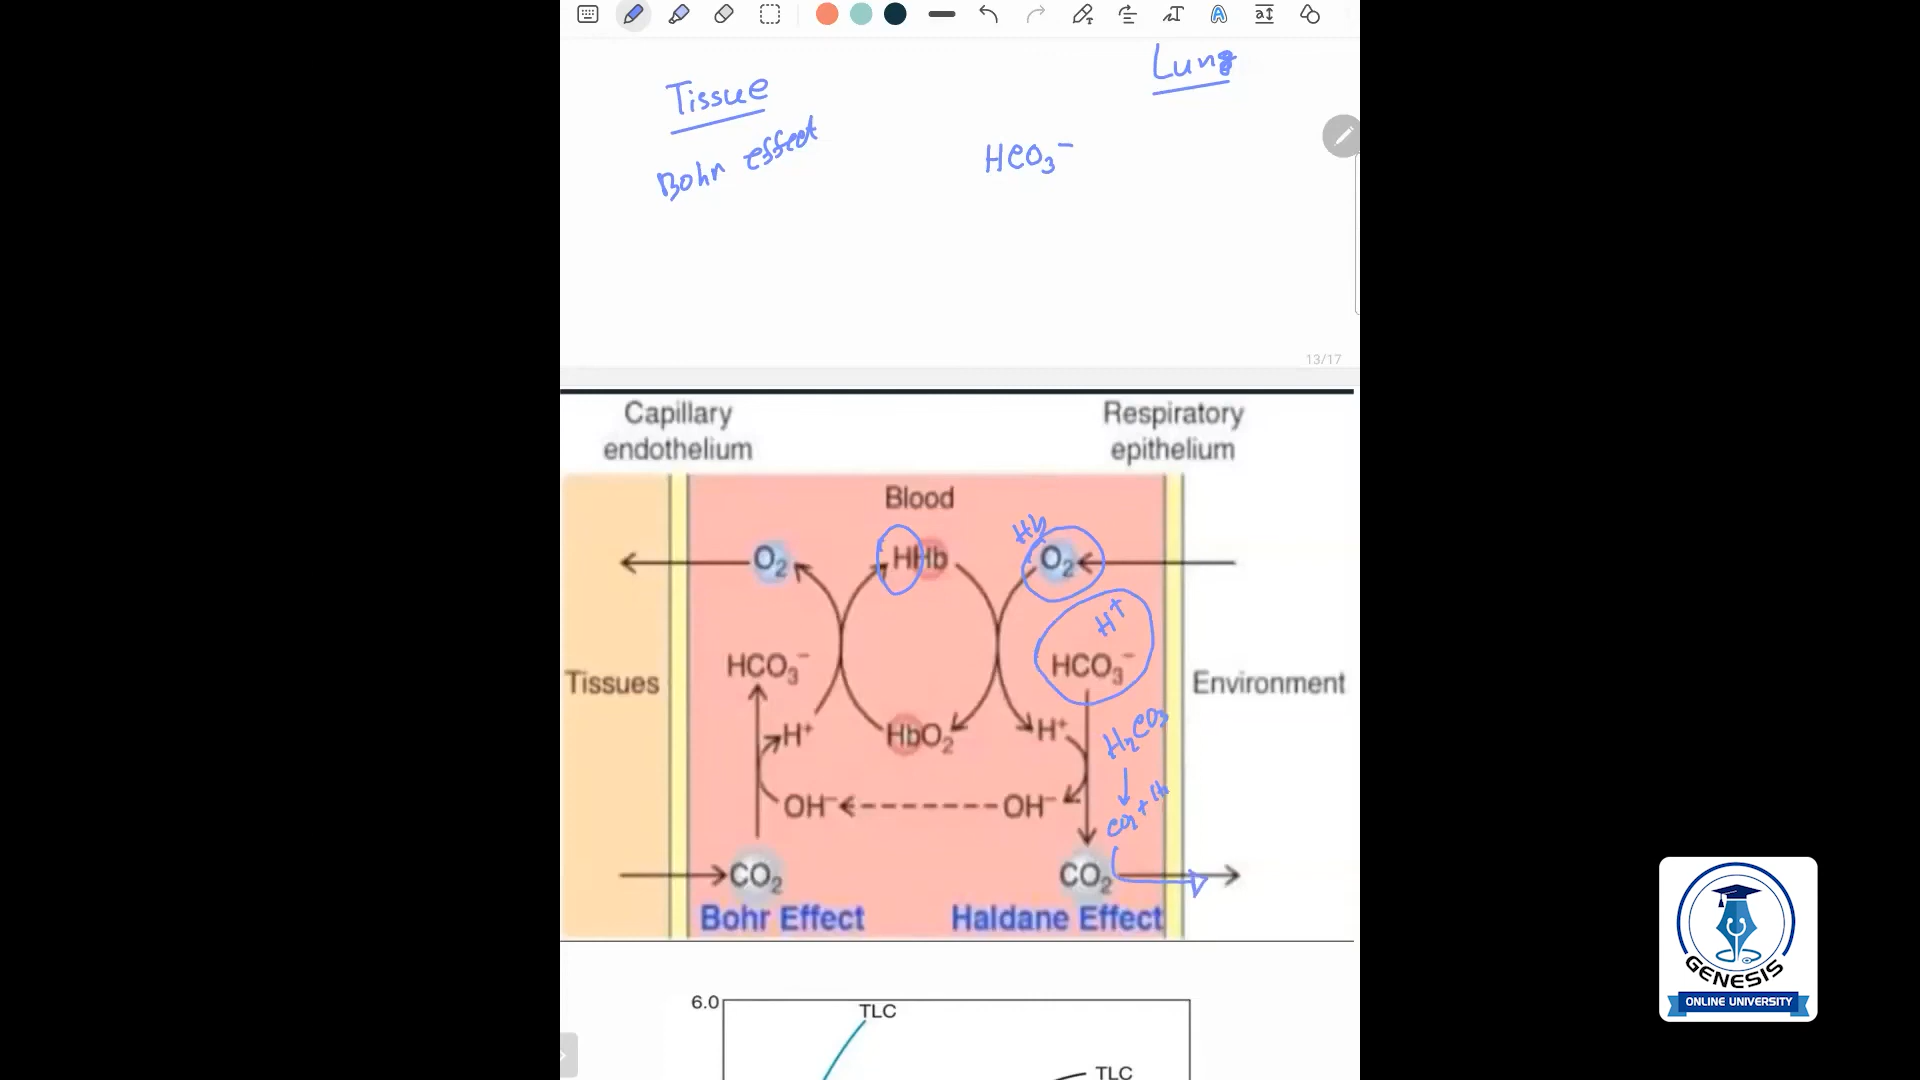 Lung
Tissue
Bohr effect
HCO₃⁻
13/17
Capillary
endothelium
Respiratory
epithelium
Blood
Hb
O₂
HHb
O₂
H⁺
HCO₃⁻
HCO₃⁻
Tissues
Environment
H⁺
HbO₂
H⁺
H₂CO₃
OH⁻
OH⁻
CO₂ +
CO₂
CO₂
Bohr Effect
Haldane Effect
6.0
TLC
TLC
GENESIS
ONLINE UNIVERSITY